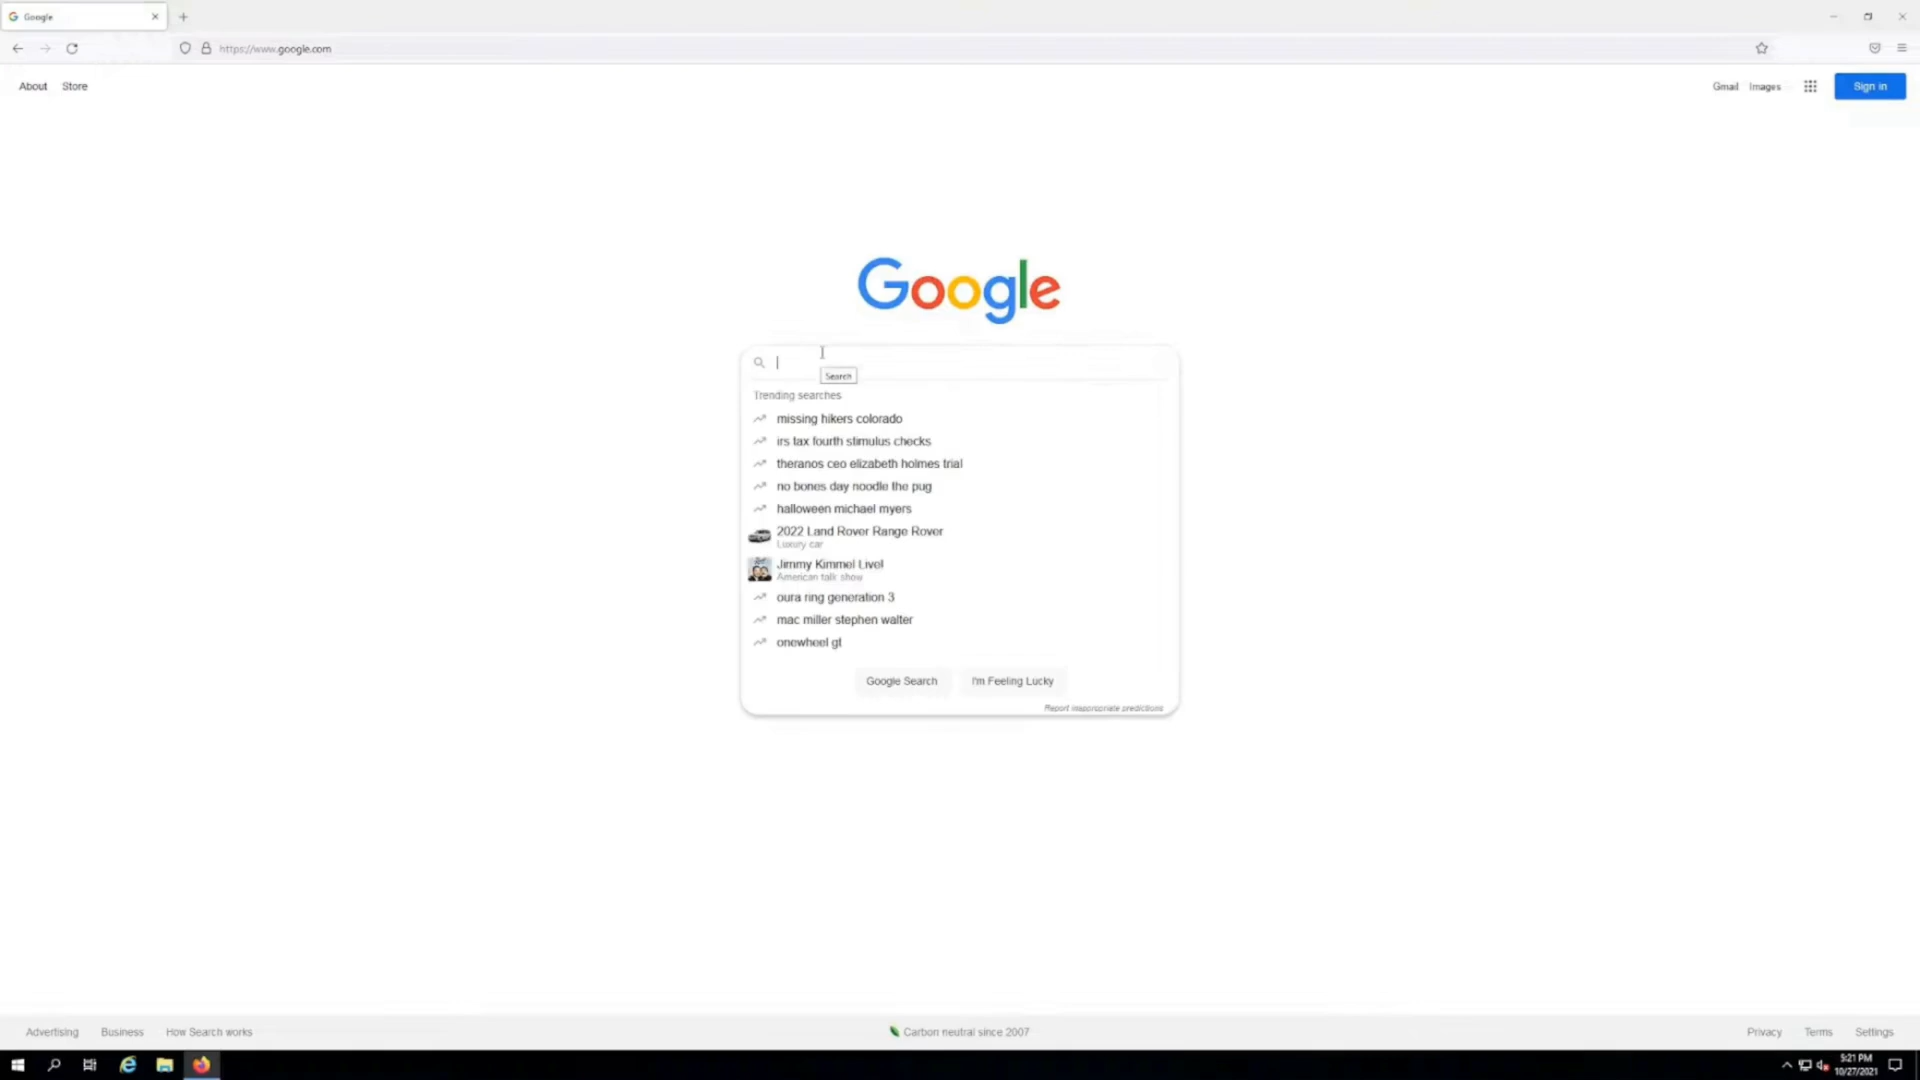 Google
https://www.google.com
About Store
Gmail Images Sign in
Google
Search
Trending searches
missing hikers colorado
irs tax fourth stimulus checks
theranos ceo elizabeth holmes trial
no bones day noodle the pug
halloween michael myers
2022 Land Rover Range Rover
Luxury car
Jimmy Kimmel Live!
American talk show
oura ring generation 3
mac miller stephen walter
onewheel gt
Google Search I'm Feeling Lucky
Report inappropriate predictions
Advertising Business How Search works Carbon neutral since 2007 Privacy Terms Settings
5:21 PM
10/27/2021